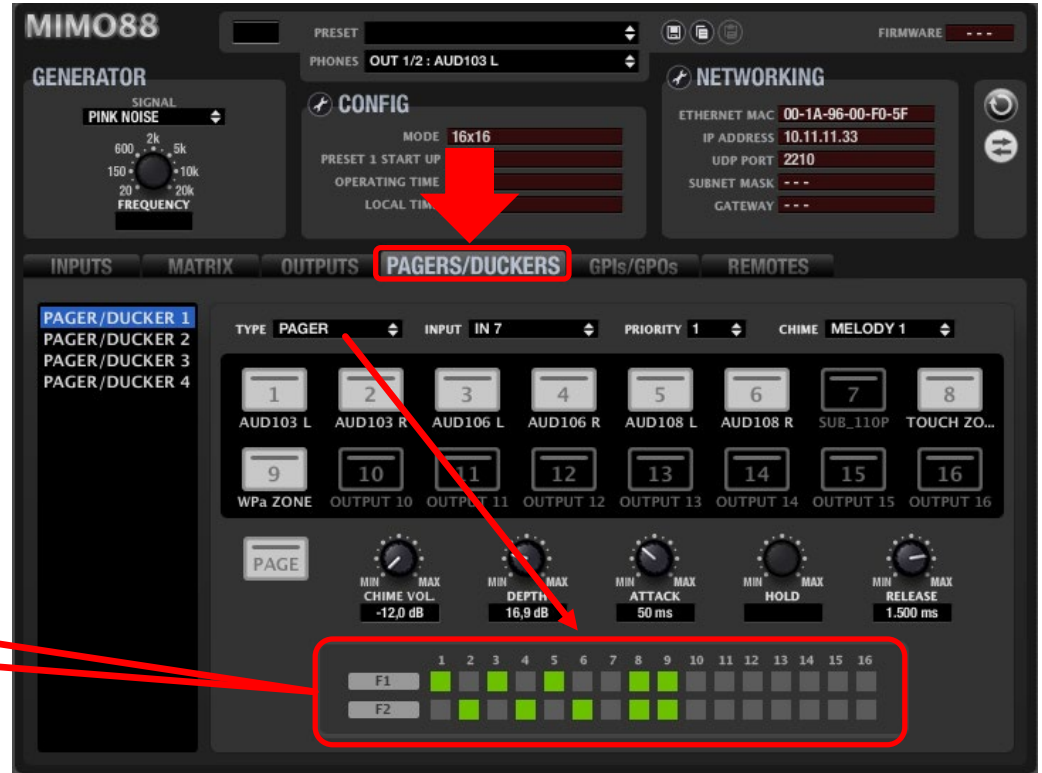 MIMO88
PRESET
FIRMWARE - - -
PHONES OUT 1/2 : AUD103 L
GENERATOR
SIGNAL
PINK NOISE
600 2k 5k
150 10k
20 20k
FREQUENCY
CONFIG
MODE 16x16
PRESET 1 START UP
OPERATING TIME
LOCAL TIM
NETWORKING
ETHERNET MAC 00-1A-96-00-F0-5F
IP ADDRESS 10.11.11.33
UDP PORT 2210
SUBNET MASK - - -
GATEWAY - - -
INPUTS MATRIX OUTPUTS PAGERS/DUCKERS GPIs/GPOs REMOTES
PAGER/DUCKER 1
PAGER/DUCKER 2
PAGER/DUCKER 3
PAGER/DUCKER 4
TYPE PAGER INPUT IN 7 PRIORITY 1 CHIME MELODY 1
1 2 3 4 5 6 7 8
AUD103 L AUD103 R AUD106 L AUD106 R AUD108 L AUD108 R SUB_110P TOUCH ZO...
9 10 11 12 13 14 15 16
WPa ZONE OUTPUT 10 OUTPUT 11 OUTPUT 12 OUTPUT 13 OUTPUT 14 OUTPUT 15 OUTPUT 16
PAGE
MIN MAX MIN MAX MIN MAX MIN MAX MIN MAX
CHIME VOL. DEPTH ATTACK HOLD RELEASE
-12,0 dB 16,9 dB 50 ms 1.500 ms
1 2 3 4 5 6 7 8 9 10 11 12 13 14 15 16
F1
F2